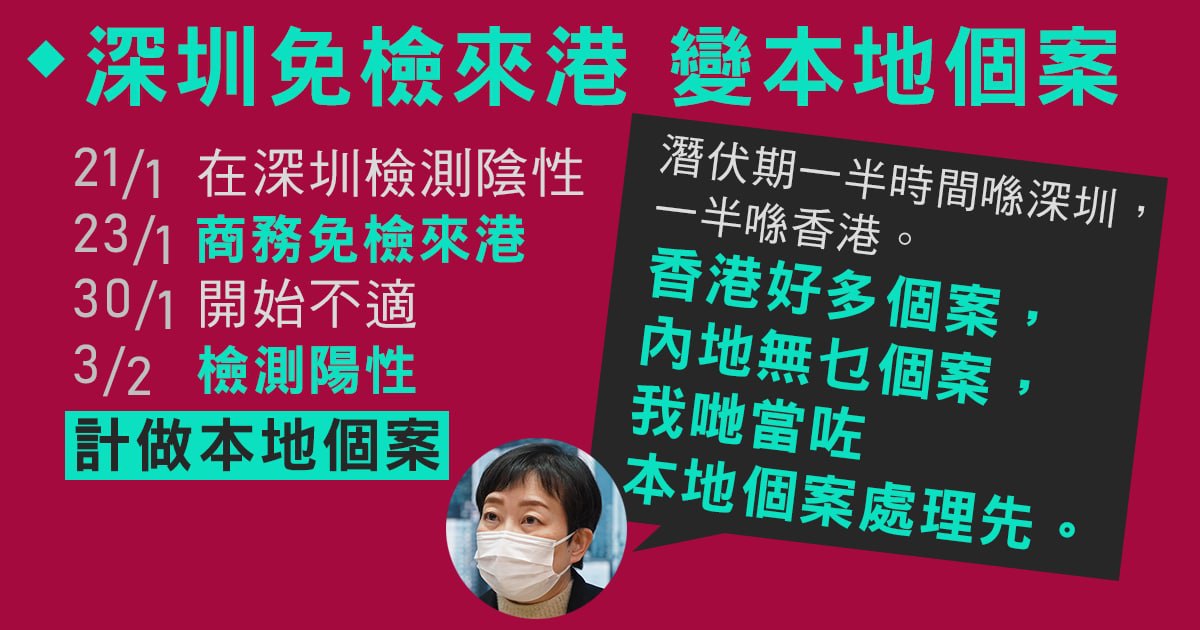 深圳免檢來港 變本地個案
21/1 在深圳檢測陰性
23/1 商務免檢來港
30/1 開始不適
3/2 檢測陽性
計做本地個案
潛伏期一半時間喺深圳，
一半喺香港。
香港好多個案，
內地無乜個案，
我哋當咗
本地個案處理先。